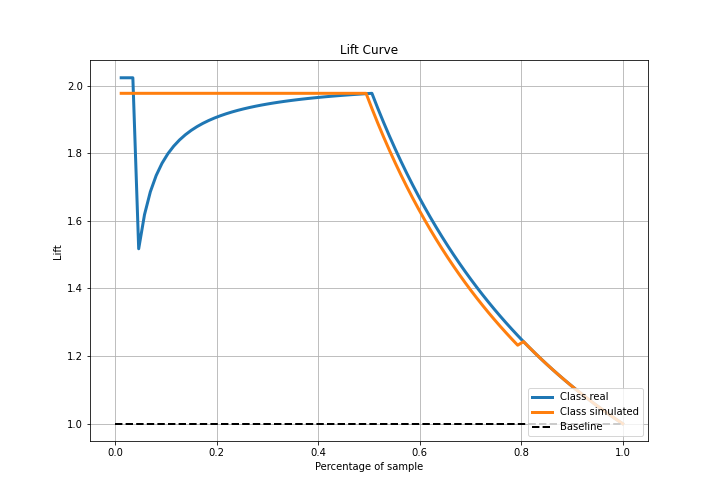 Lift Curve
Lift
2.0
1.8
1.6
1.4
1.2
1.0
0.0 0.2 0.4 0.6 0.8 1.0
Percentage of sample
Class real
Class simulated
Baseline